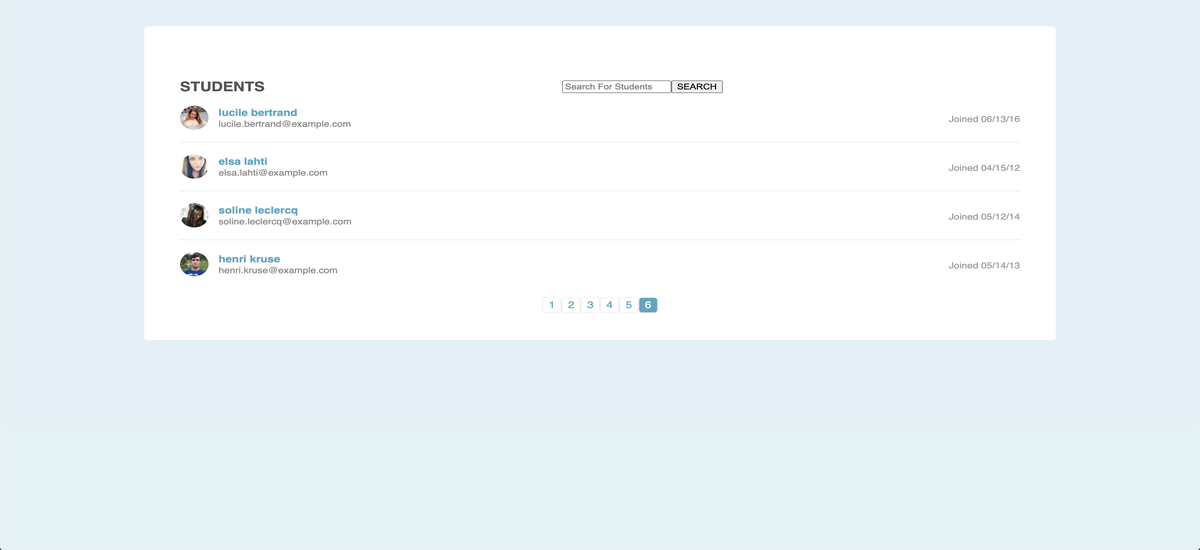 STUDENTS
Search For Students SEARCH
lucile bertrand
lucile.bertrand@example.com
Joined 06/13/16
elsa lahti
elsa.lahti@example.com
Joined 04/15/12
soline leclercq
soline.leclercq@example.com
Joined 05/12/14
henri kruse
henri.kruse@example.com
Joined 05/14/13
1 2 3 4 5 6